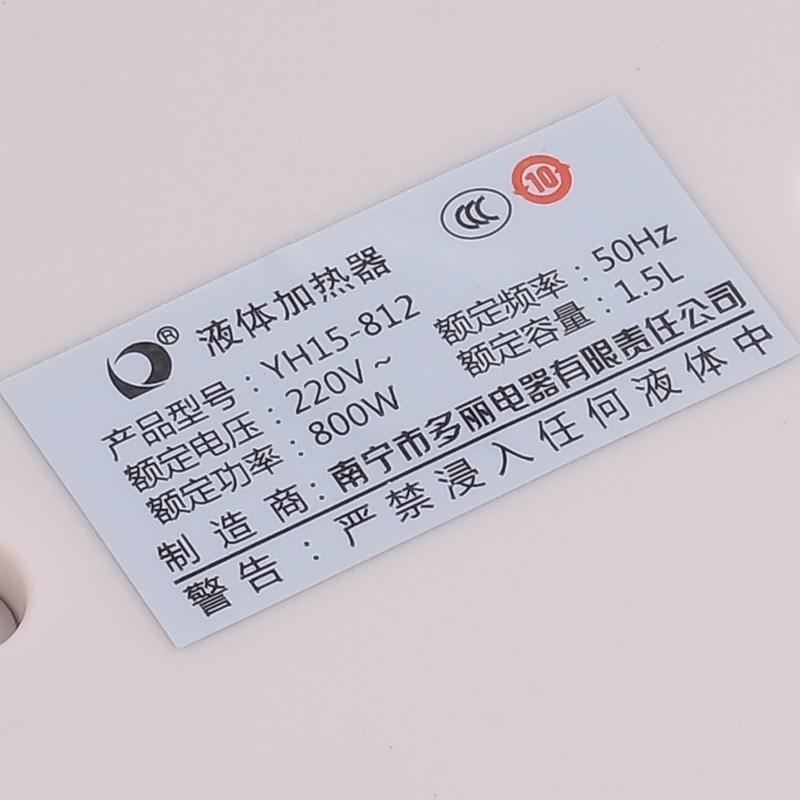 ® 液体加热器
10
产品型号：YH15-812
额定电压：220V~ 额定频率：50Hz
额定功率：800W 额定容量：1.5L
制造商：南宁市多丽电器有限责任公司
警告：严禁浸入任何液体中